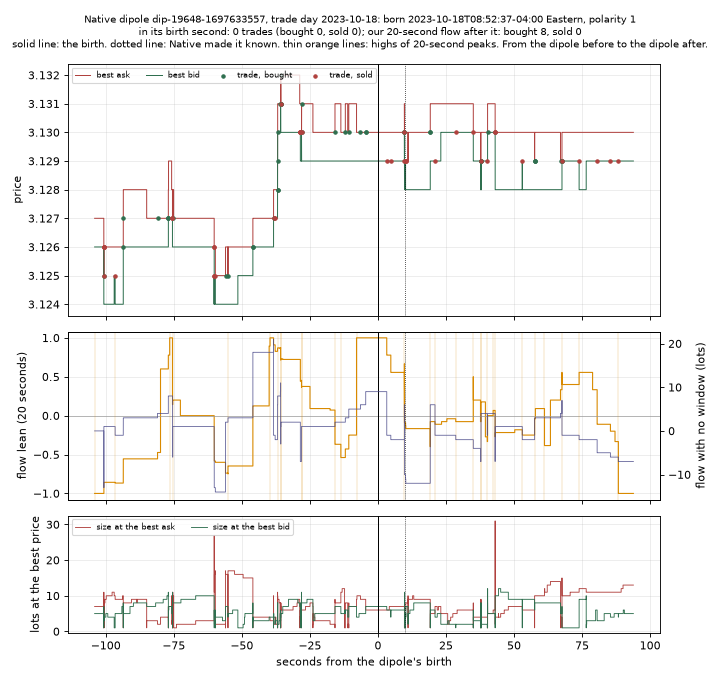 Native dipole dip-19648-1697633557, trade day 2023-10-18: born 2023-10-18T08:52:37-04:00 Eastern, polarity 1
in its birth second: 0 trades (bought 0, sold 0); our 20-second flow after it: bought 8, sold 0
solid line: the birth. dotted line: Native made it known. thin orange lines: highs of 20-second peaks. From the dipole before to the dipole after.
best ask best bid trade, bought trade, sold
3.132
3.131
3.130
3.129
3.128
3.127
3.126
3.125
3.124
price
1.0
0.5
0.0
−0.5
−1.0
flow lean (20 seconds)
20
10
0
−10
flow with no window (lots)
size at the best ask size at the best bid
30
20
10
0
lots at the best price
−100 −75 −50 −25 0 25 50 75 100
seconds from the dipole's birth